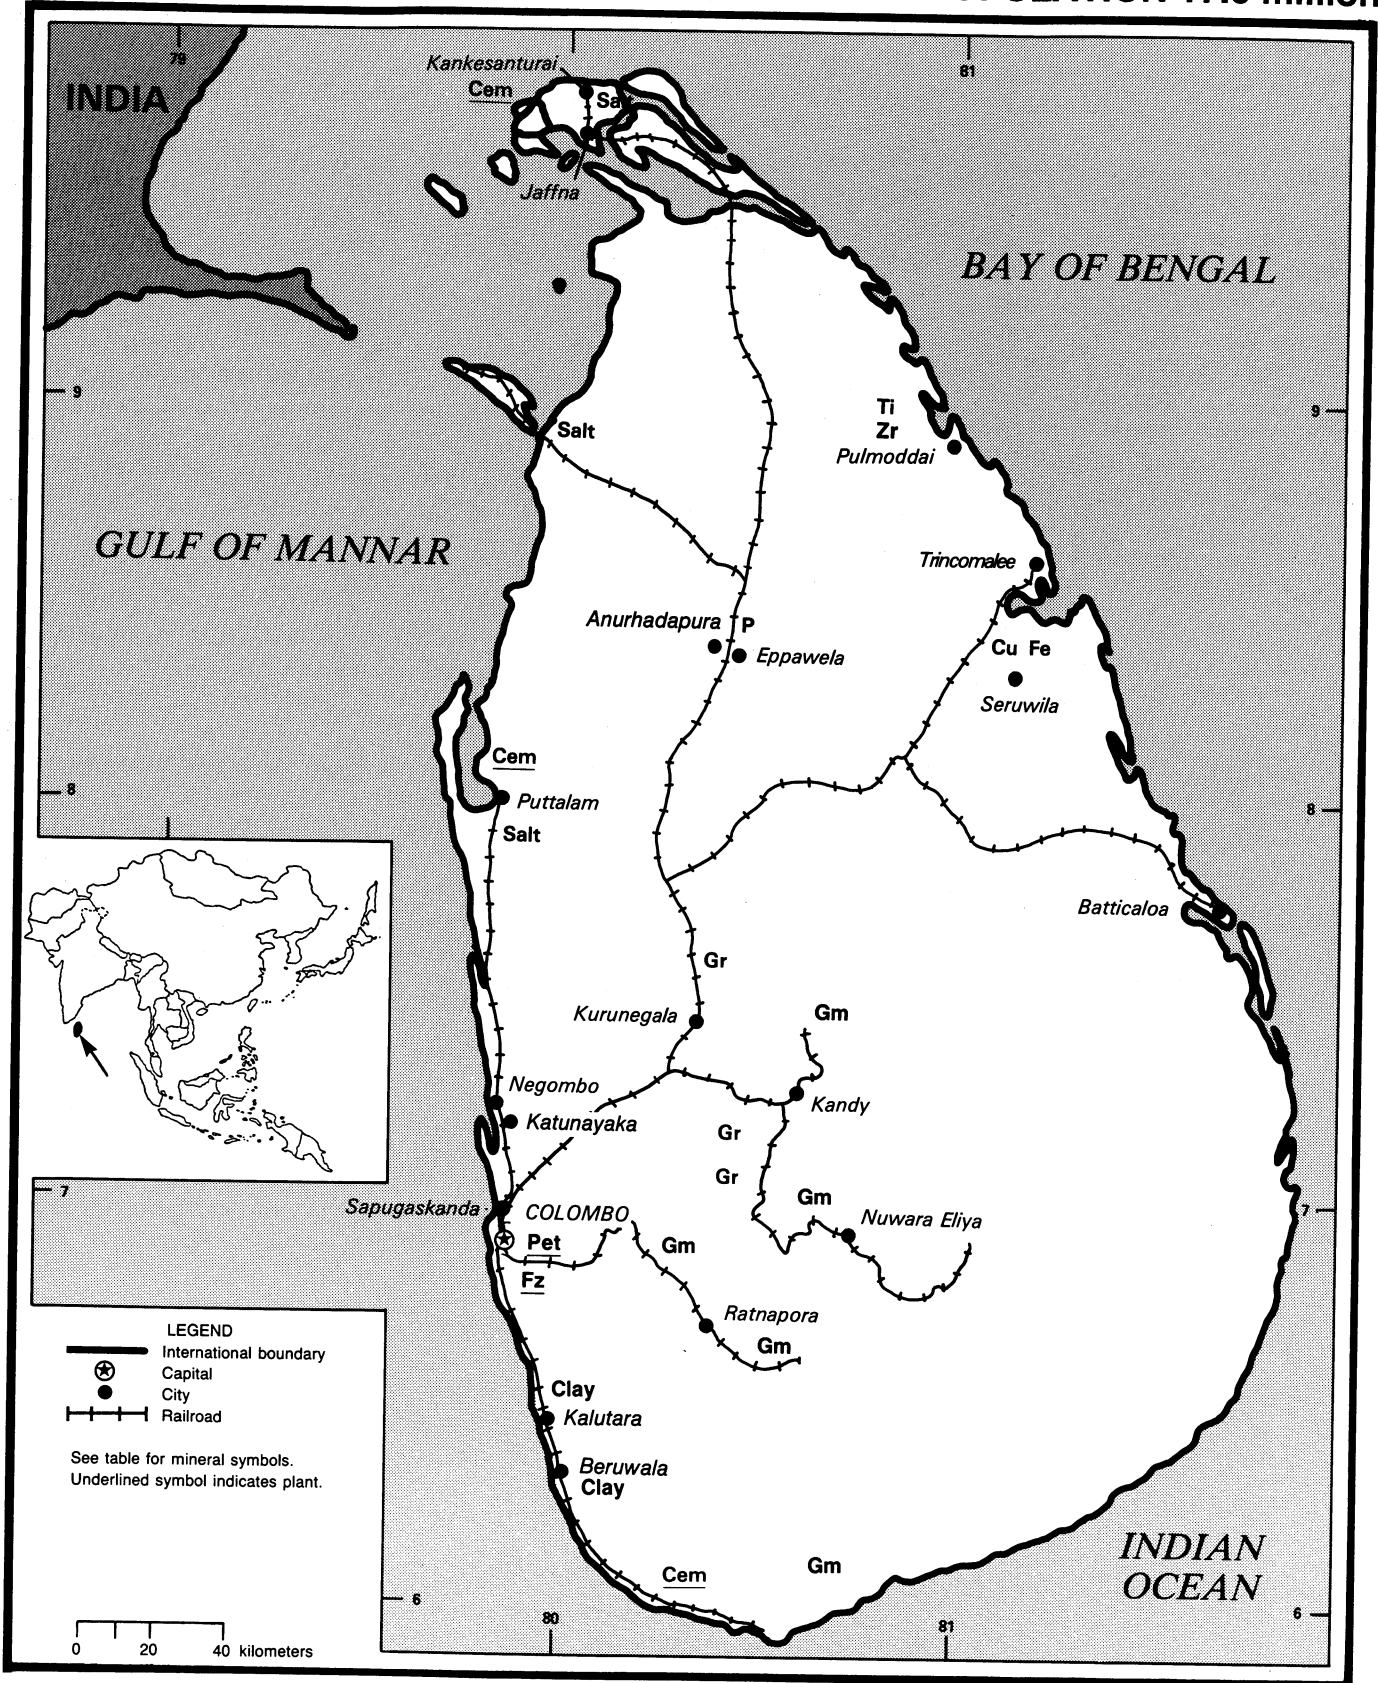 79
81
INDIA
Kankesanturai
Cem
Jaffna
BAY OF BENGAL
9
Ti
9
Zr
Salt
Pulmoddai
GULF OF MANNAR
Trincomalee
Anurhadapura P
Eppawela
Cu Fe
Seruwila
Cem
8
Puttalam
8
Salt
Batticaloa
Gr
Kurunegala
Gm
Negombo
Kandy
Katunayaka
Gr
Gr
7
Gm
Sapugaskanda
COLOMBO
Nuwara Eliya
7
Pet
Gm
Fz
Ratnapora
Gm
LEGEND
International boundary
Capital
City
Railroad
See table for mineral symbols.
Underlined symbol indicates plant.
Clay
Kalutara
Beruwala
Clay
Cem
Gm
INDIAN
OCEAN
6
80
81
6
0 20 40 kilometers